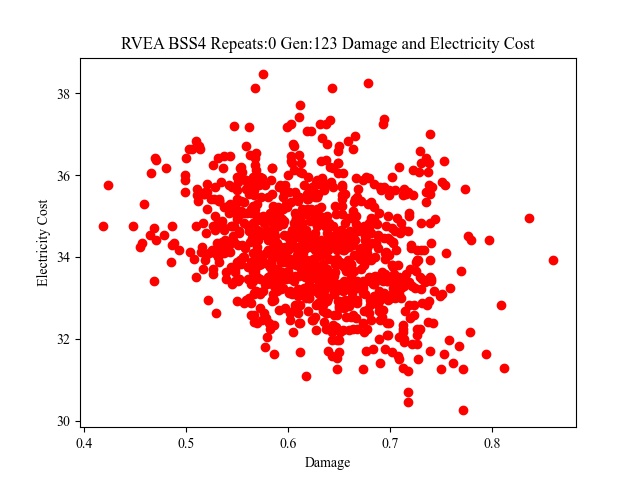 RVEA BSS4 Repeats:0 Gen:123 Damage and Electricity Cost
38
36
34
32
30
Electricity Cost
0.4 0.5 0.6 0.7 0.8
Damage